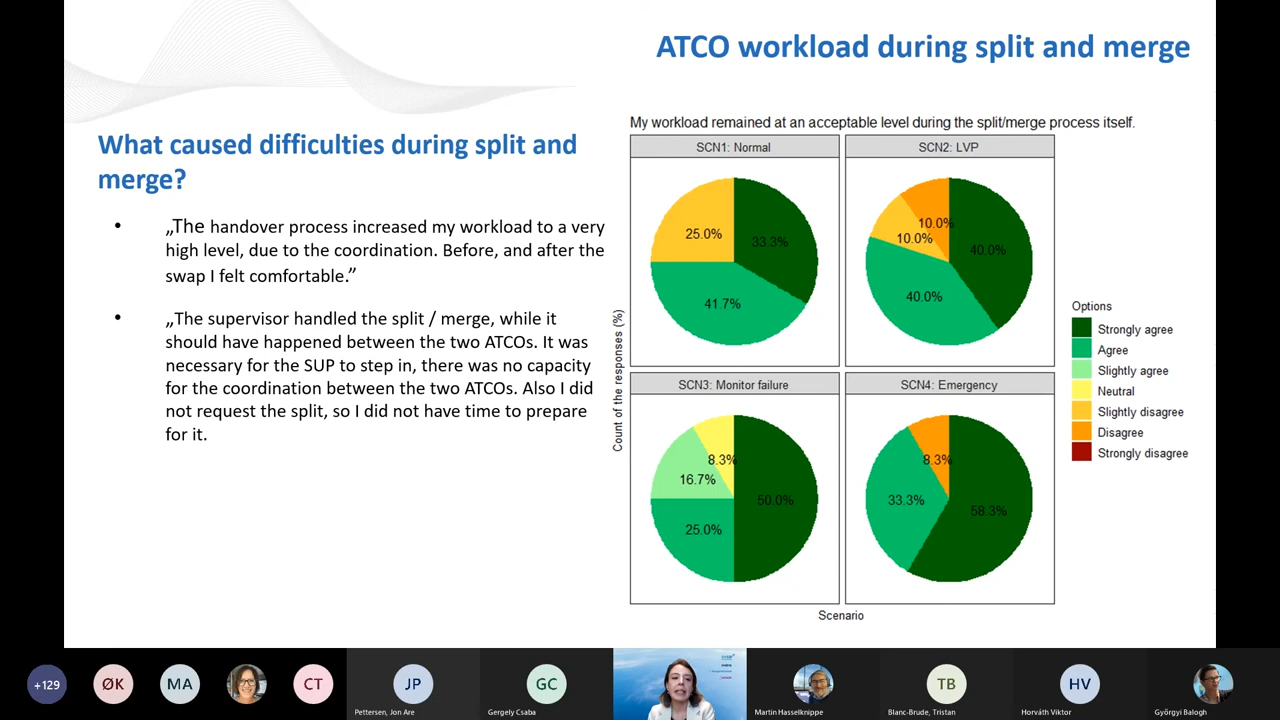 ATCO workload during split and merge
What caused difficulties during split and
merge?
• „The handover process increased my workload to a very
high level, due to the coordination. Before, and after the
swap I felt comfortable.”
• „The supervisor handled the split / merge, while it
should have happened between the two ATCOs. It was
necessary for the SUP to step in, there was no capacity
for the coordination between the two ATCOs. Also I did
not request the split, so I did not have time to prepare
for it.
My workload remained at an acceptable level during the split/merge process itself.
SCN1: Normal
25.0%
33.3%
41.7%
SCN2: LVP
10.0%
10.0%
40.0%
40.0%
SCN3: Monitor failure
8.3%
16.7%
50.0%
25.0%
SCN4: Emergency
8.3%
33.3%
58.3%
Count of the responses (%)
Scenario
Options
Strongly agree
Agree
Slightly agree
Neutral
Slightly disagree
Disagree
Strongly disagree
+129
ØK
MA
CT
JP
Pettersen, Jon Are
GC
Gergely Csaba
Martin Hasselknippe
TB
Blanc-Brude, Tristan
HV
Horváth Viktor
Györgyi Balogh